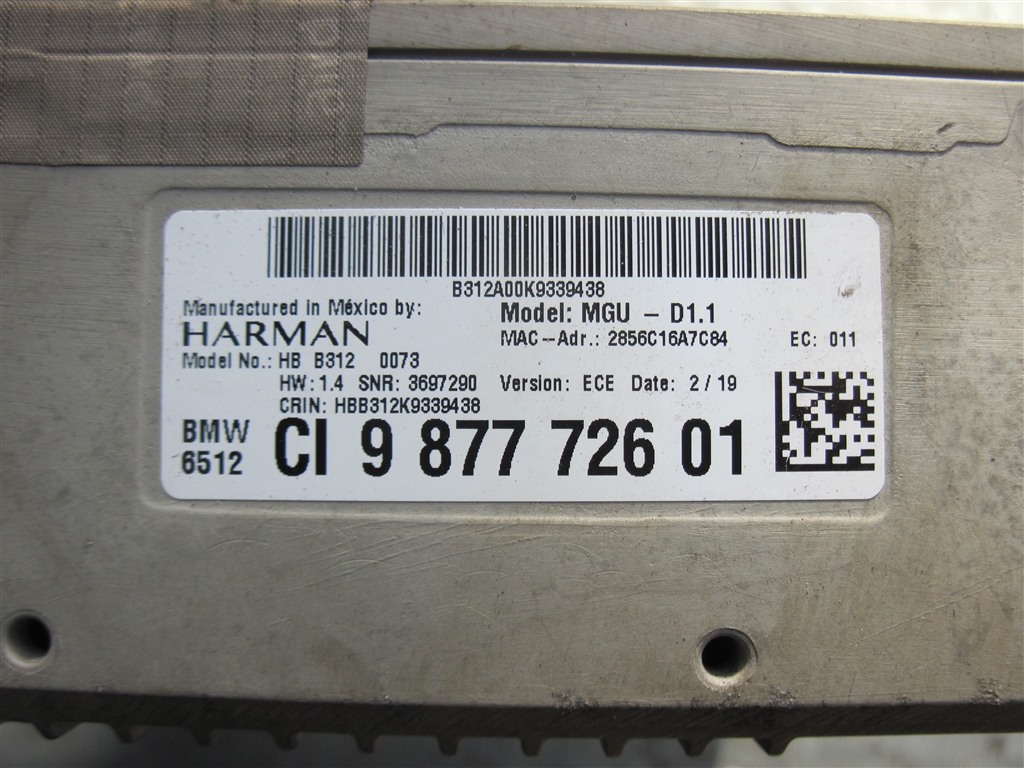 B312A00K9339438
Manufactured in México by:
HARMAN
Model: MGU - D1.1
MAC-Adr.: 2856C16A7C84 EC: 011
Model No.: HB B312 0073
HW: 1.4 SNR: 3697290 Version: ECE Date: 2/19
CRIN: HBB312K9339438
BMW
6512
CI 9 877 726 01